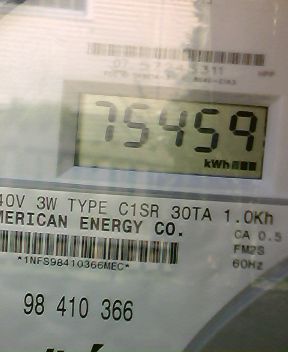 75459
kWh
40V 3W TYPE C1SR 30TA 1.0Kh
MERICAN ENERGY CO.
CA 0.5
FM2S
60Hz
*1NFS98410366MEC*
98 410 366